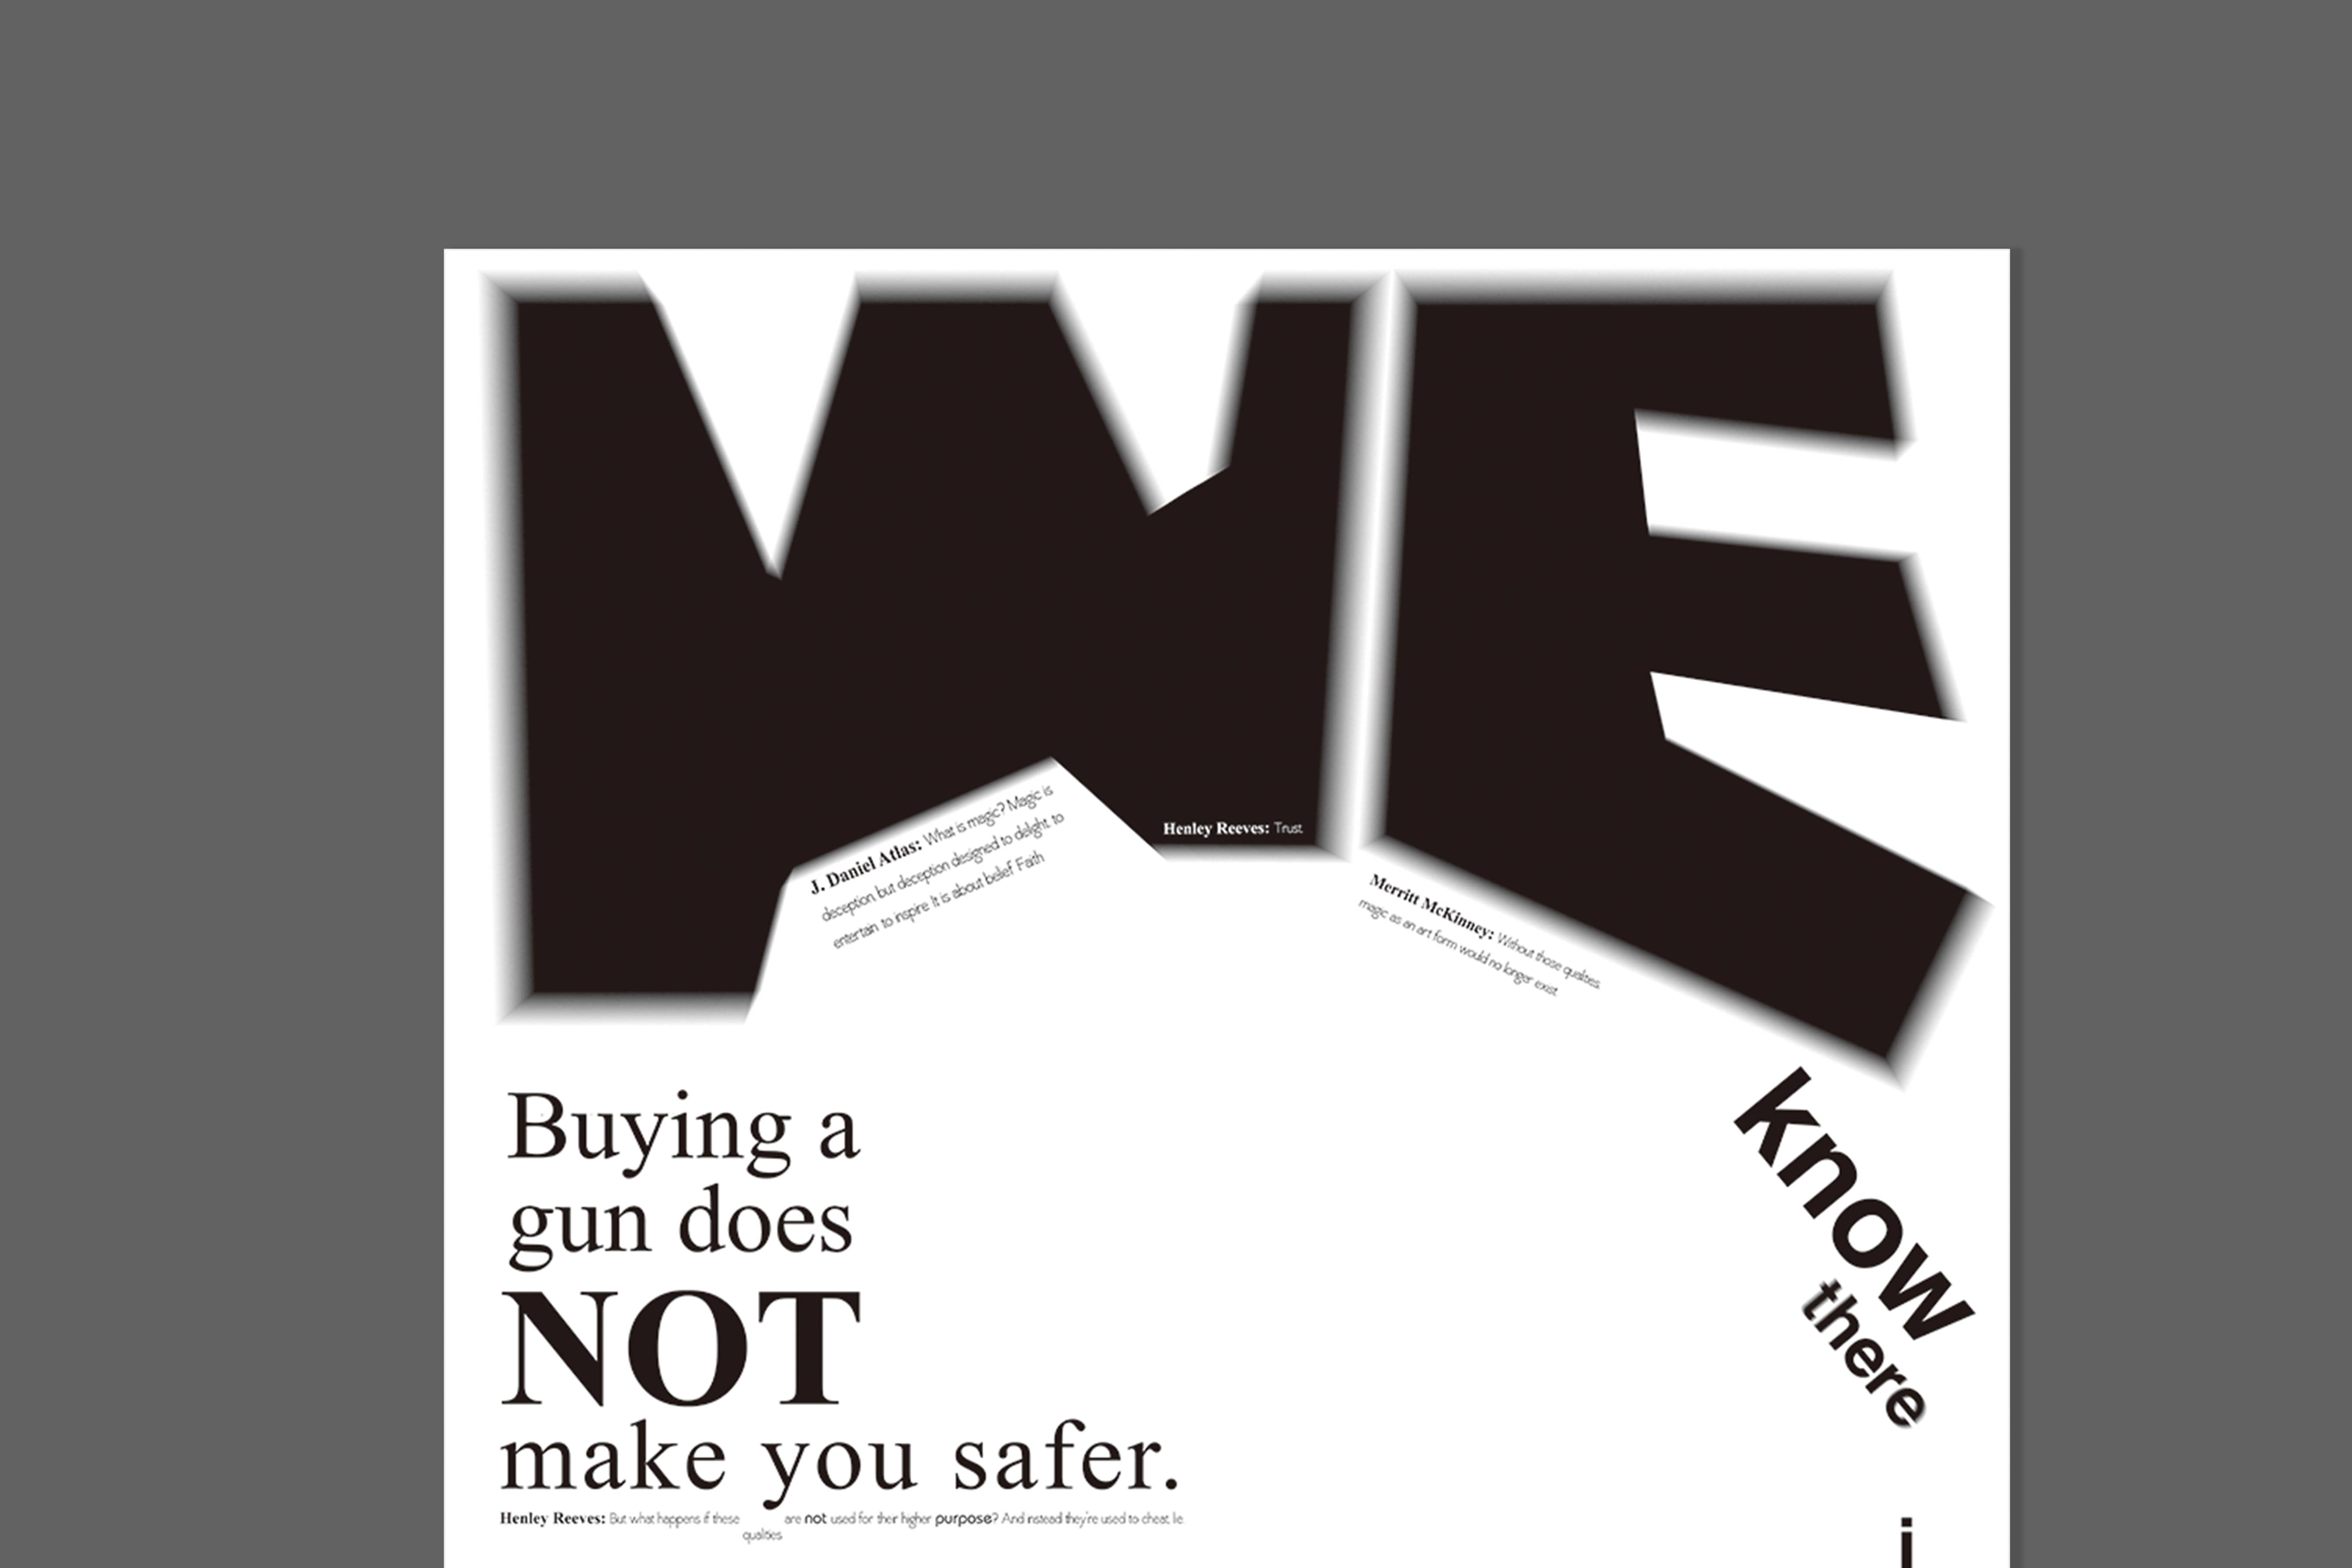 WE
J. Daniel Atlas: What is magic? Magic is
deception but deception designed to delight to
entertain to inspire It is about belief Faith
Henley Reeves: Trust
Merritt McKinney: Without those qualities,
magic as an art form would no longer exist
know
there
i
Buying a
gun does
NOT
make you safer.
Henley Reeves: But what happens if these qualities are not used for their higher purpose? And instead they're used to cheat, lie